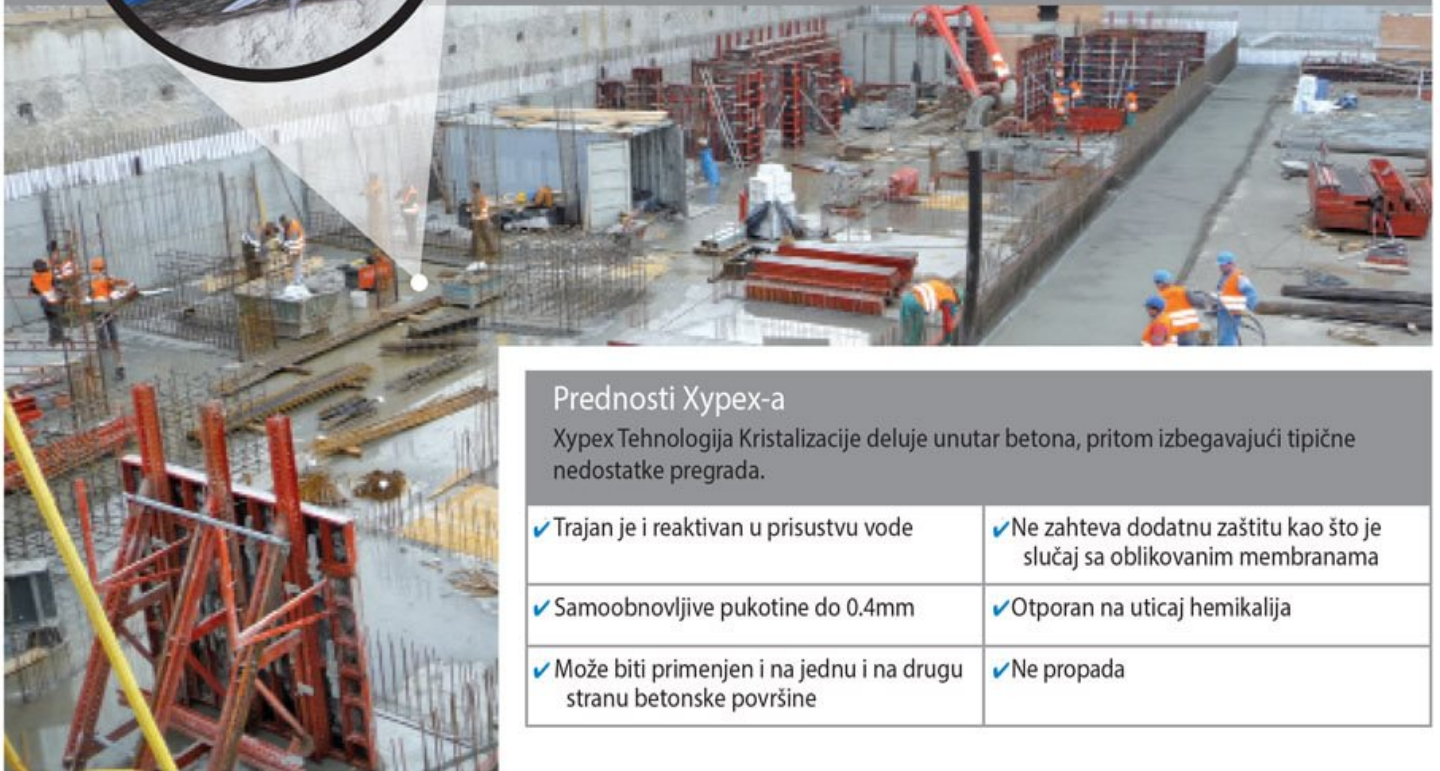 Prednosti Xypex-a
Xypex Tehnologija Kristalizacije deluje unutar betona, pritom izbegavajući tipične
nedostatke pregrada.
✔Trajan je i reaktivan u prisustvu vode
✔Ne zahteva dodatnu zaštitu kao što je
slučaj sa oblikovanim membranama
✔Samoobnovljive pukotine do 0.4mm
✔Otporan na uticaj hemikalija
✔Može biti primenjen i na jednu i na drugu
stranu betonske površine
✔Ne propada